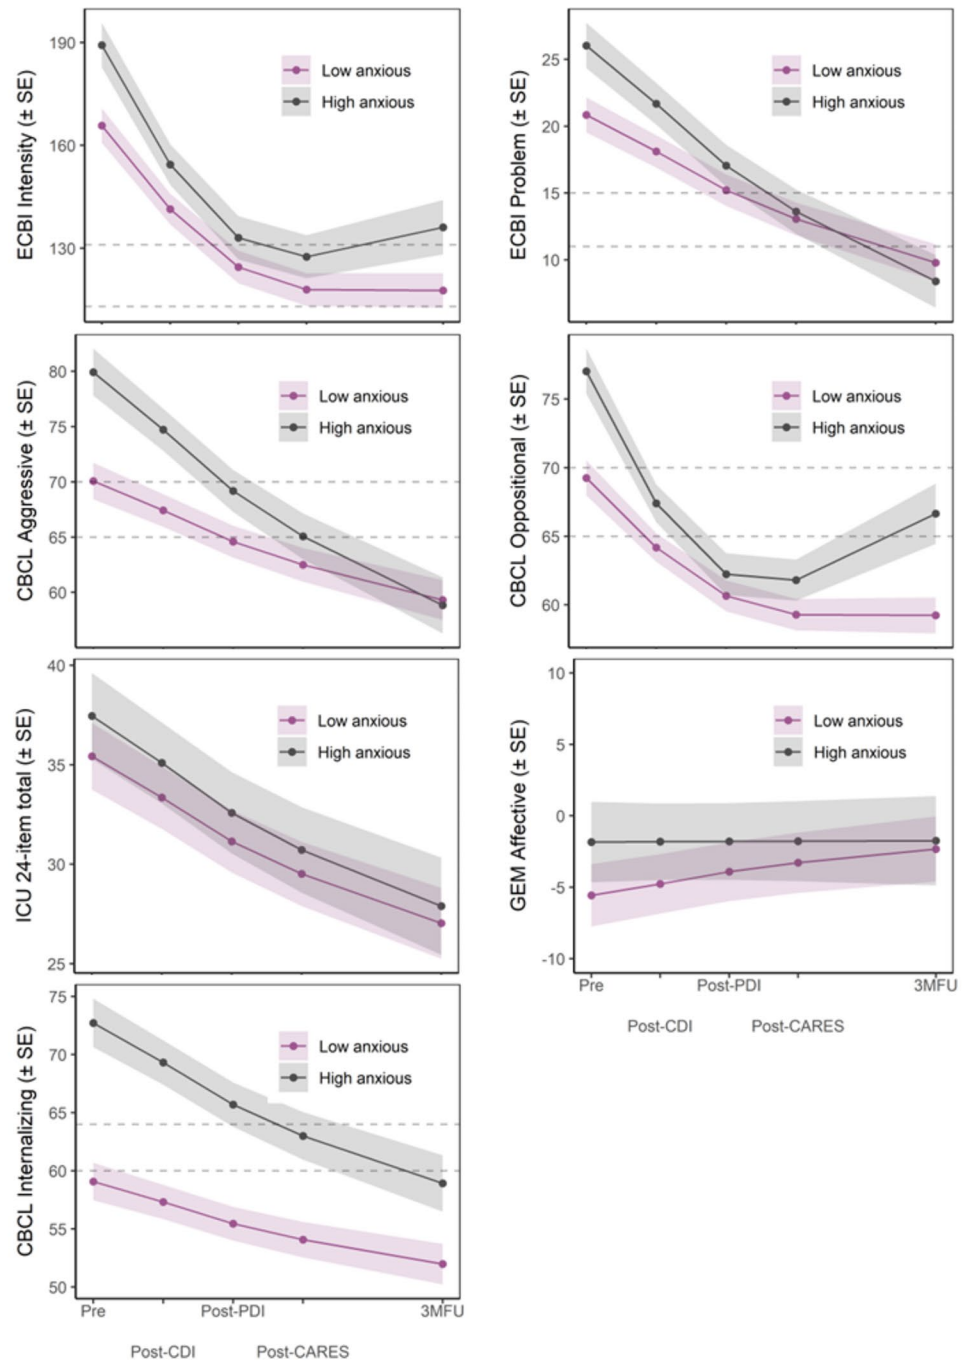 ECBI Intensity (± SE)
190
160
130
Low anxious
High anxious
ECBI Problem (± SE)
25
20
15
10
Low anxious
High anxious
CBCL Aggressive (± SE)
80
75
70
65
60
Low anxious
High anxious
CBCL Oppositional (± SE)
75
70
65
60
Low anxious
High anxious
ICU 24-item total (± SE)
40
35
30
25
Low anxious
High anxious
GEM Affective (± SE)
10
5
0
-5
-10
Low anxious
High anxious
Pre Post-PDI 3MFU
Post-CDI Post-CARES
CBCL Internalizing (± SE)
75
70
65
60
55
50
Low anxious
High anxious
Pre Post-PDI 3MFU
Post-CDI Post-CARES